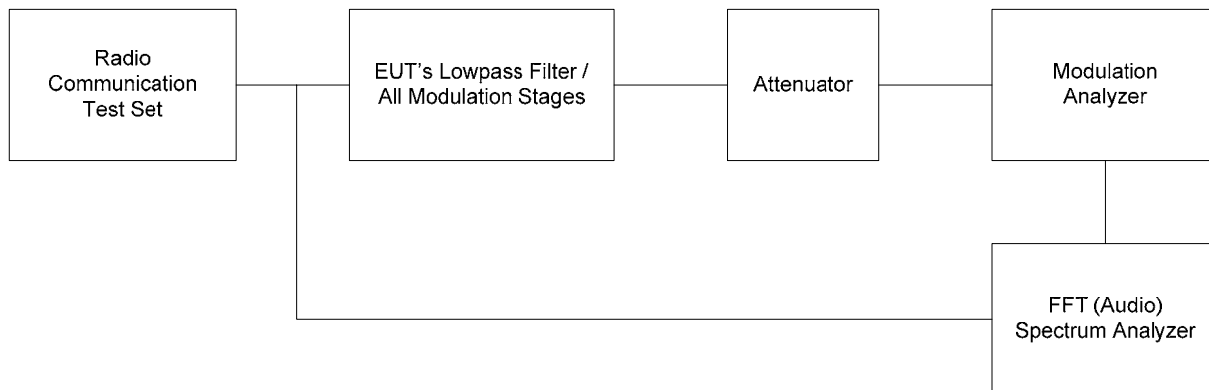 Radio
Communication
Test Set
EUT's Lowpass Filter /
All Modulation Stages
Attenuator
Modulation
Analyzer
FFT (Audio)
Spectrum Analyzer